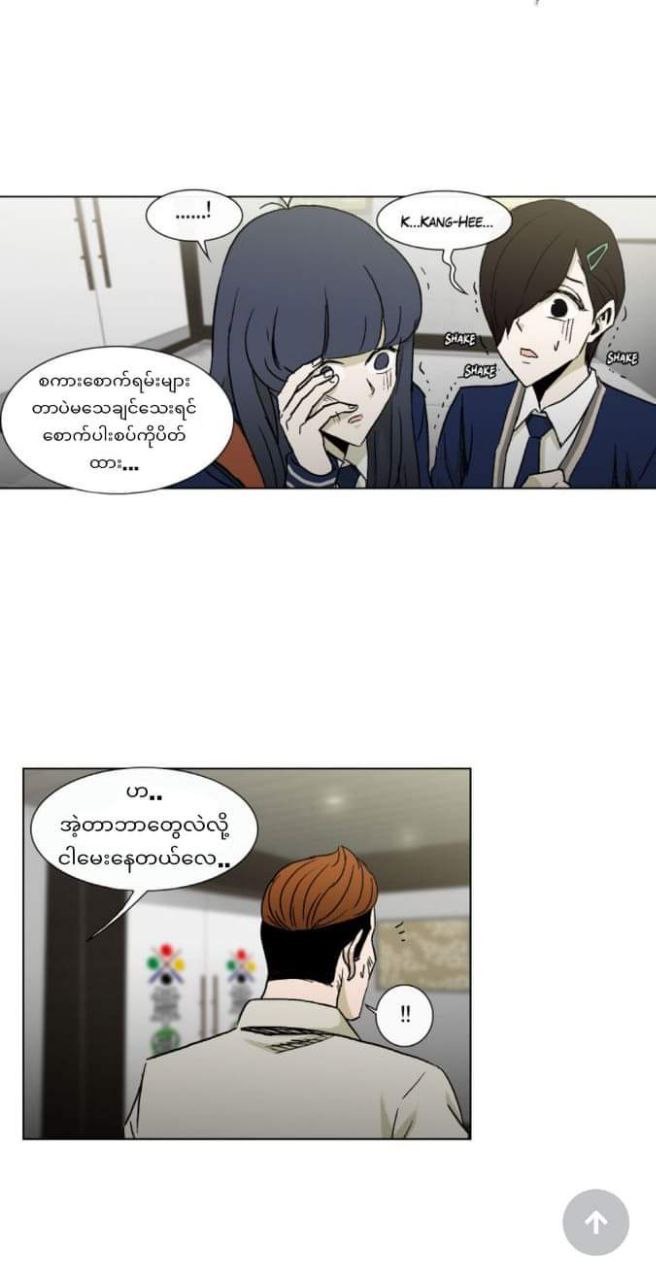 ......!
K...KANG-HEE...
SHAKE
SHAKE
SHAKE
စကားစောက်ရမ်းများ
တာပဲမသေချင်သေးရင်
စောက်ပါးစပ်ကိုပိတ်
ထား...
ဟာ..
အဲ့တာဘာတွေလဲလို့
ငါမေးနေတယ်လေ..
!!